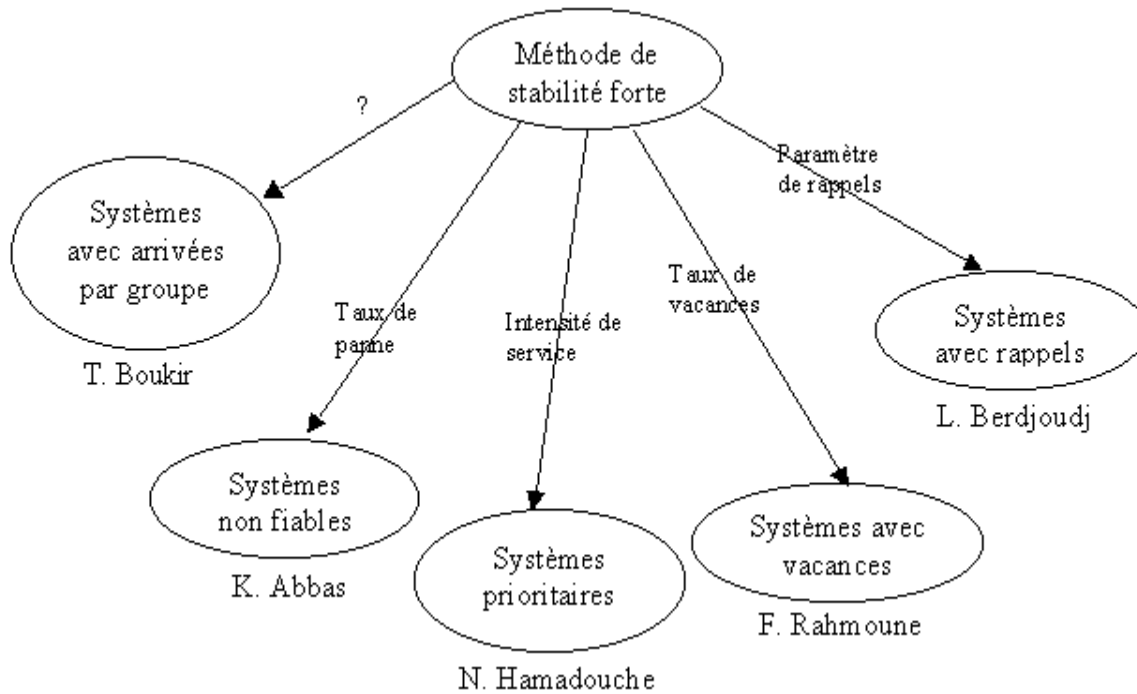 Méthode de
stabilité forte
?
Systèmes
avec arrivées
par groupe
T. Boukir
Taux de
panne
Systèmes
non fiables
K. Abbas
Intensité de
service
Systèmes
prioritaires
N. Hamadouche
Taux de
vacances
Systèmes avec
vacances
F. Rahmoune
Paramètre
de rappels
Systèmes
avec rappels
L. Berdjoudj